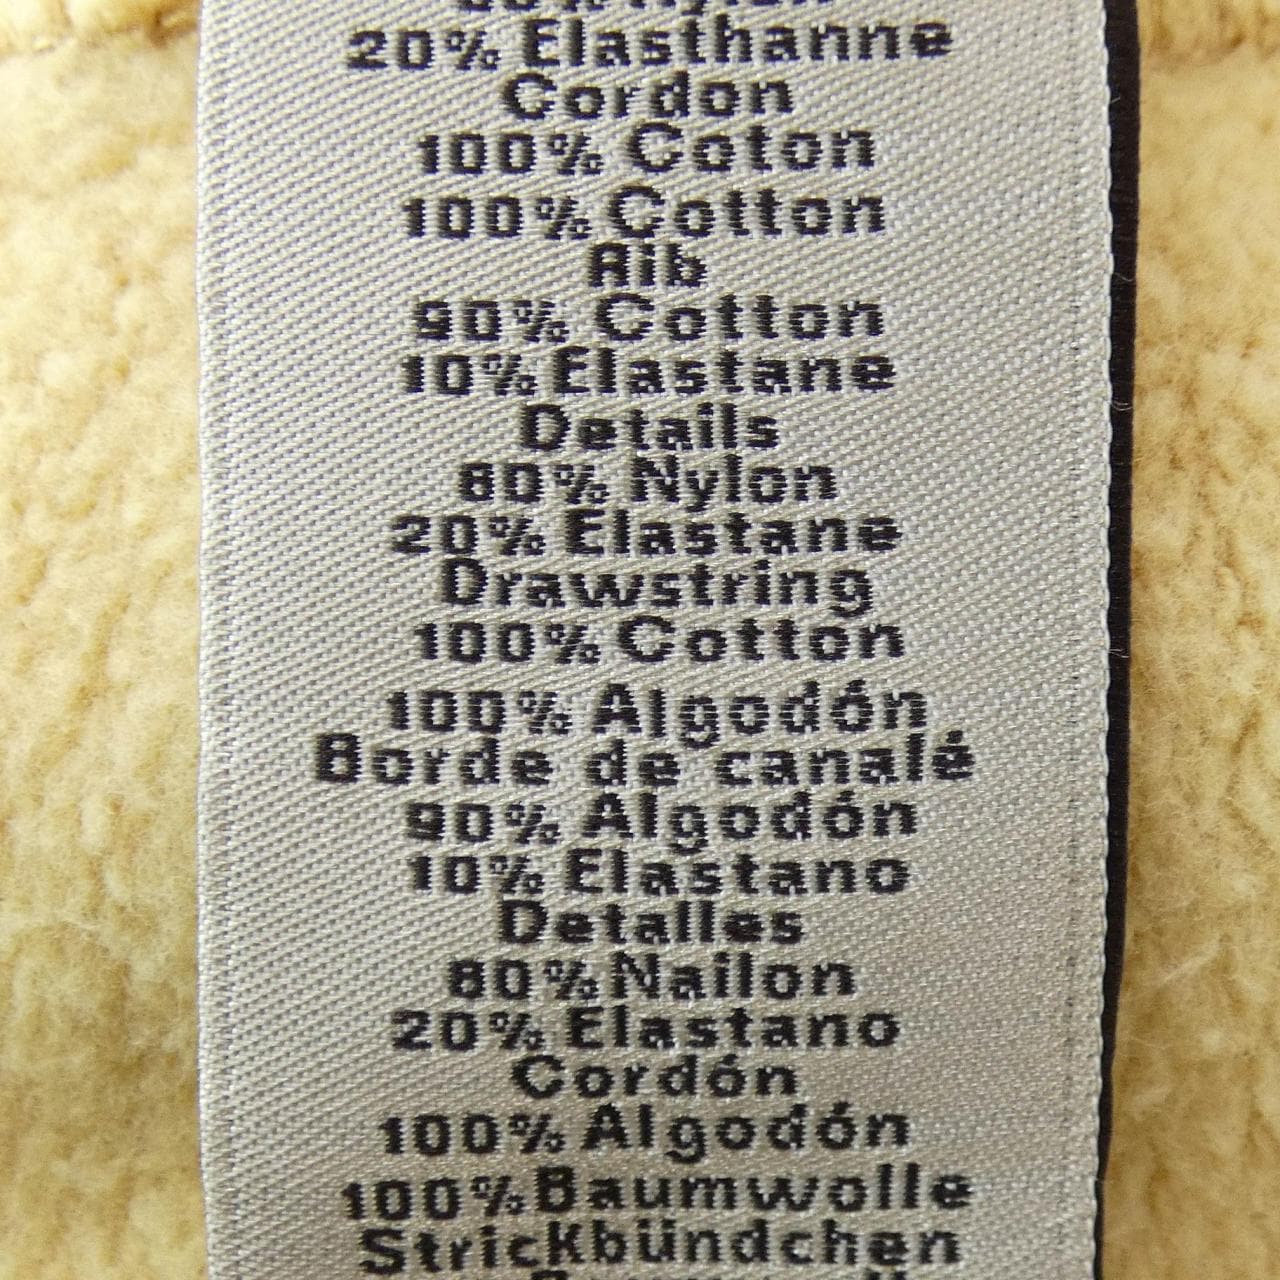 20% Elasthanne
Cordon
100% Coton
100% Cotton
Rib
90% Cotton
10% Elastane
Details
80% Nylon
20% Elastane
Drawstring
100% Cotton
100% Algodón
Borde de canalé
90% Algodón
10% Elastano
Detalles
80% Nailon
20% Elastano
Cordón
100% Algodón
100% Baumwolle
Strickbündchen